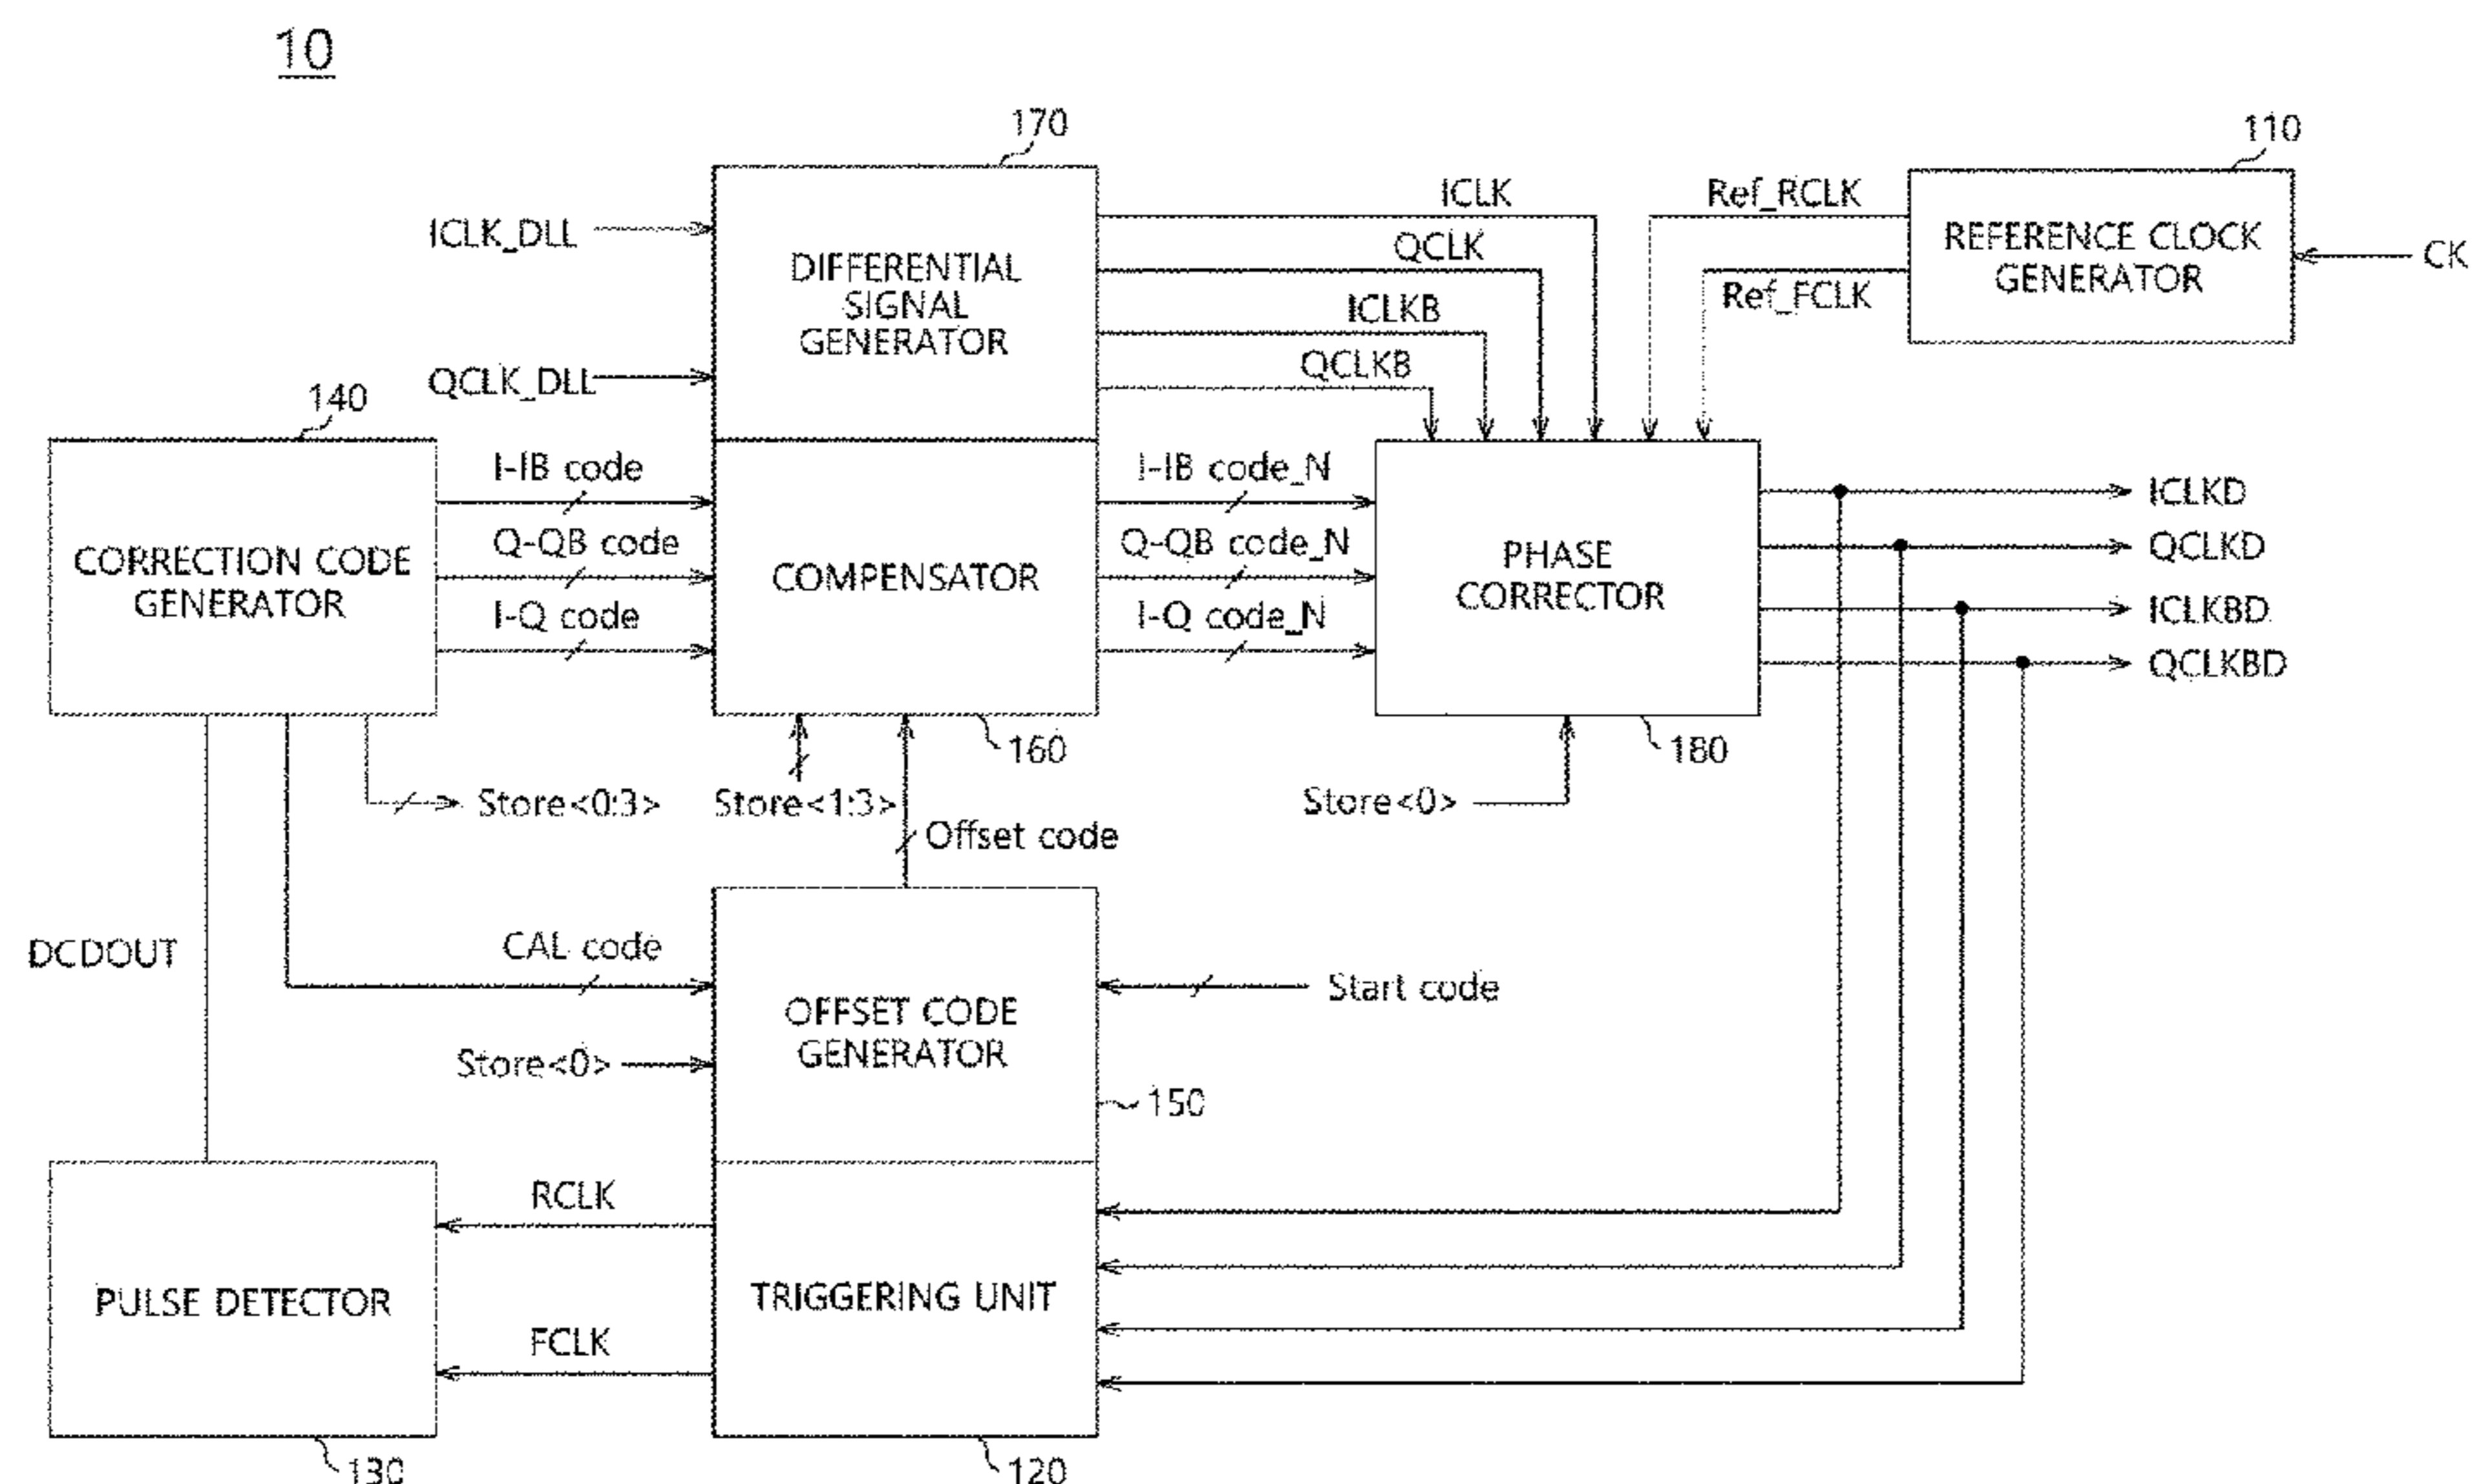 10
170
110
ICLK_DLL
QCLK_DLL
DIFFERENTIAL
SIGNAL
GENERATOR
ICLK
QCLK
ICLKB
QCLKB
Ref_RCLK
Ref_FCLK
REFERENCE CLOCK
GENERATOR
CK
140
CORRECTION CODE
GENERATOR
I-IB code
Q-QB code
I-Q code
COMPENSATOR
I-IB code_N
Q-QB code_N
I-Q code_N
PHASE
CORRECTOR
ICLKD
QCLKD
ICLKBD
QCLKBD
160
180
Store<0:3>
Store<1:3>
Store<0>
Offset code
DCDOUT
CAL code
Store<0>
OFFSET CODE
GENERATOR
Start code
150
PULSE DETECTOR
RCLK
FCLK
TRIGGERING UNIT
130
120